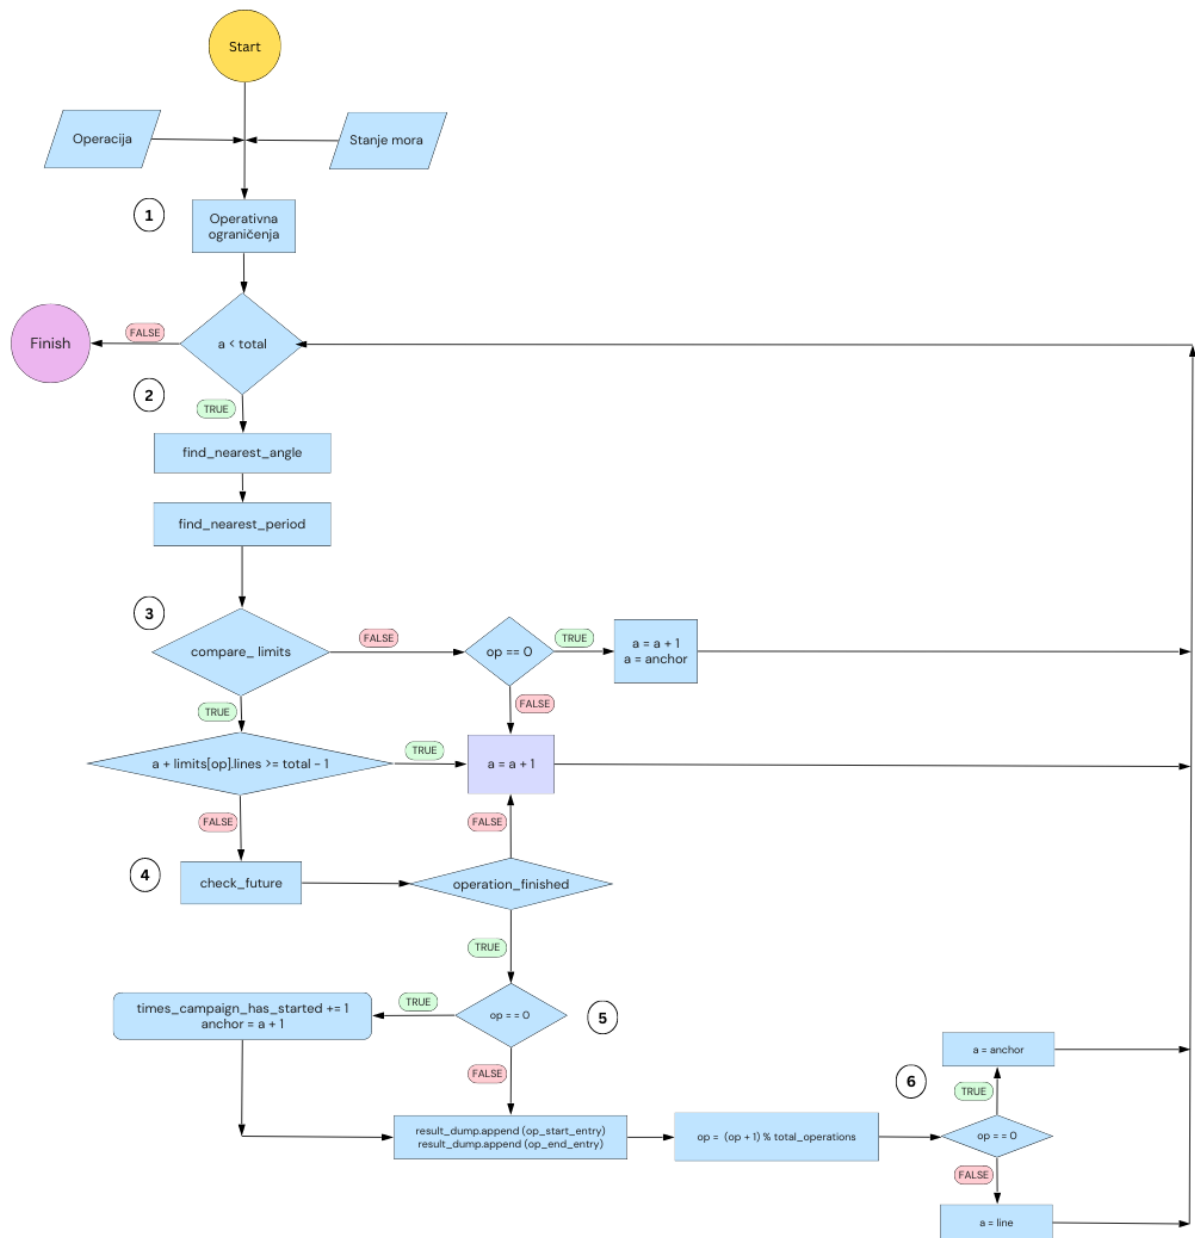 Start
Operacija
Stanje mora
1
Operativna
ograničenja
Finish
FALSE
a < total
2
TRUE
find_nearest_angle
find_nearest_period
3
compare_ limits
FALSE
op == 0
TRUE
a = a + 1
a = anchor
TRUE
FALSE
a + limits[op].lines >= total - 1
TRUE
a = a + 1
FALSE
FALSE
4
check_future
operation_finished
TRUE
times_campaign_has_started += 1
anchor = a + 1
TRUE
op = = 0
5
FALSE
a = anchor
6
TRUE
result_dump.append (op_start_entry)
result_dump.append (op_end_entry)
op = (op + 1) % total_operations
op = = 0
FALSE
a = line